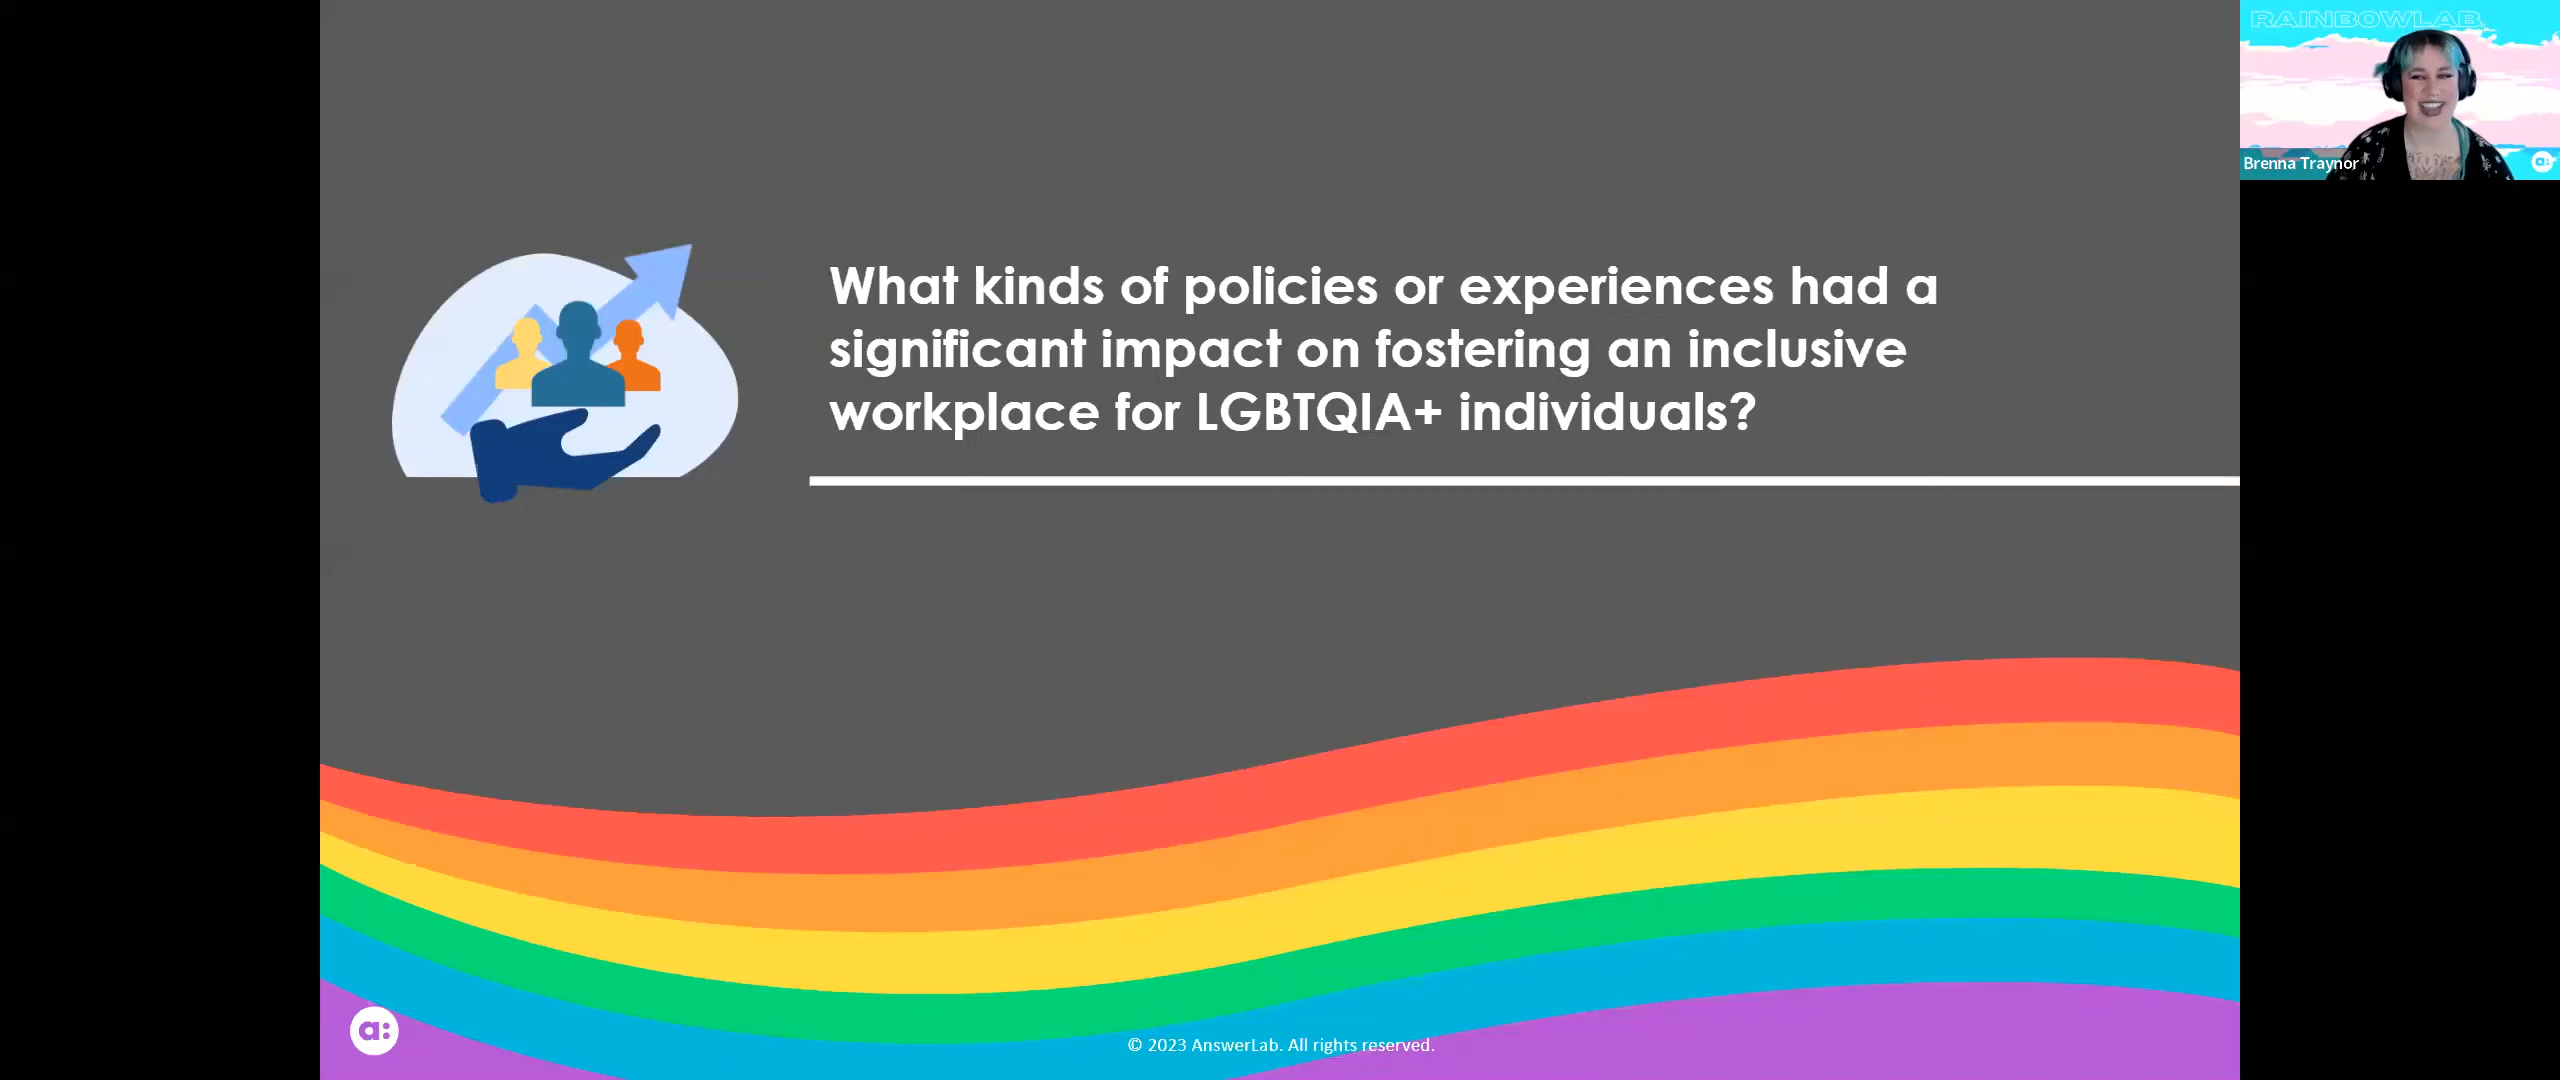 RAINBOWLAB.
Brenna Traynor
a:
What kinds of policies or experiences had a
significant impact on fostering an inclusive
workplace for LGBTQIA+ individuals?
a:
© 2023 AnswerLab. All rights reserved.